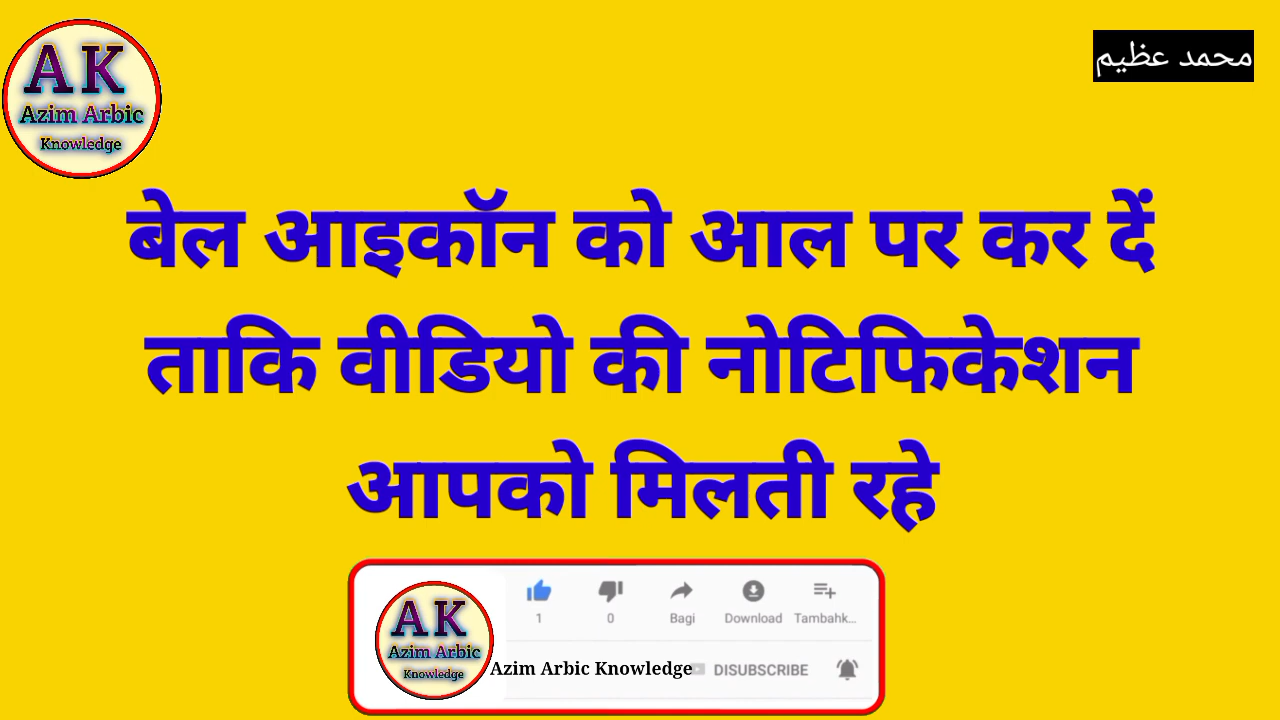 AK
Azim Arbic
Knowledge
محمد عظیم
बेल आइकॉन को आल पर कर दें
ताकि वीडियो की नोटिफिकेशन
आपको मिलती रहे
AK
Azim Arbic
Knowledge
1 0 Bagi Download Tambahk...
Azim Arbic Knowledge DISUBSCRIBE